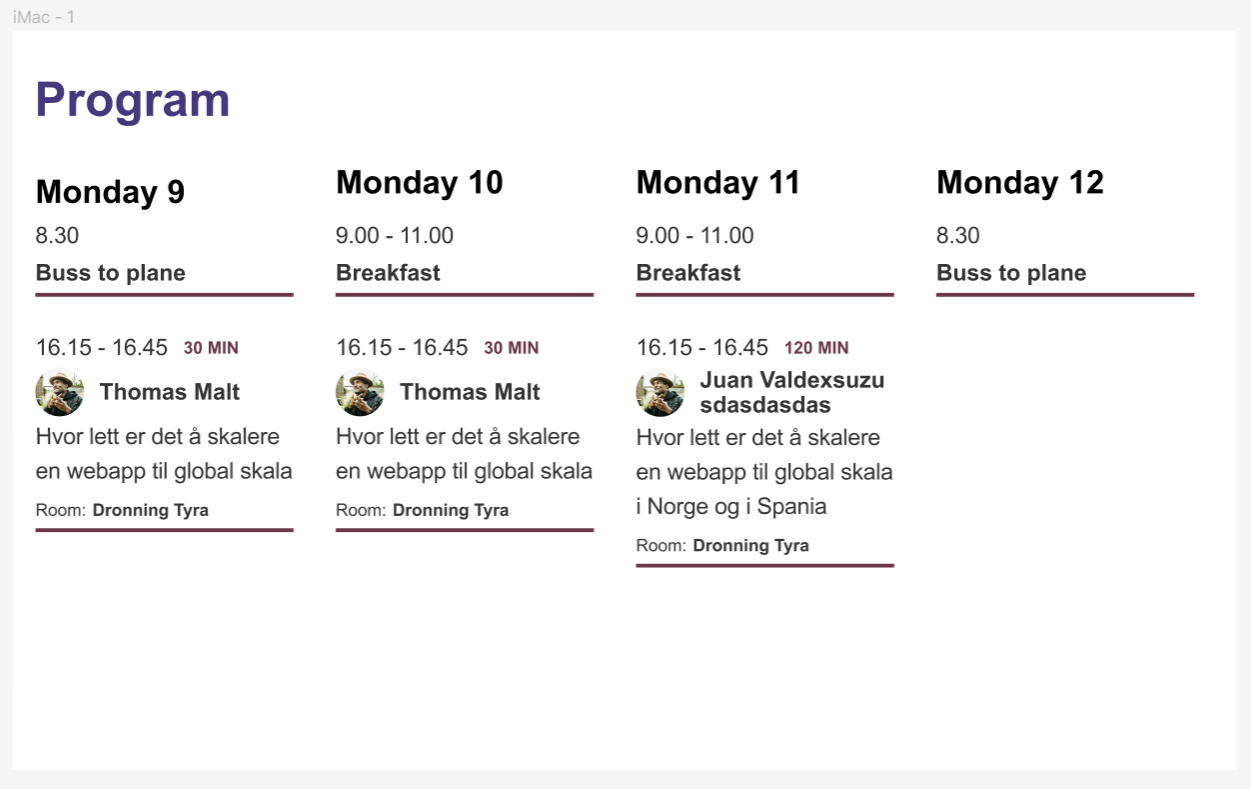 iMac - 1
Program
Monday 9
8.30
Buss to plane
16.15 - 16.45 30 MIN
Thomas Malt
Hvor lett er det å skalere
en webapp til global skala
Room: Dronning Tyra
Monday 10
9.00 - 11.00
Breakfast
16.15 - 16.45 30 MIN
Thomas Malt
Hvor lett er det å skalere
en webapp til global skala
Room: Dronning Tyra
Monday 11
9.00 - 11.00
Breakfast
16.15 - 16.45 120 MIN
Juan Valdexsuzu
sdasdasdas
Hvor lett er det å skalere
en webapp til global skala
i Norge og i Spania
Room: Dronning Tyra
Monday 12
8.30
Buss to plane